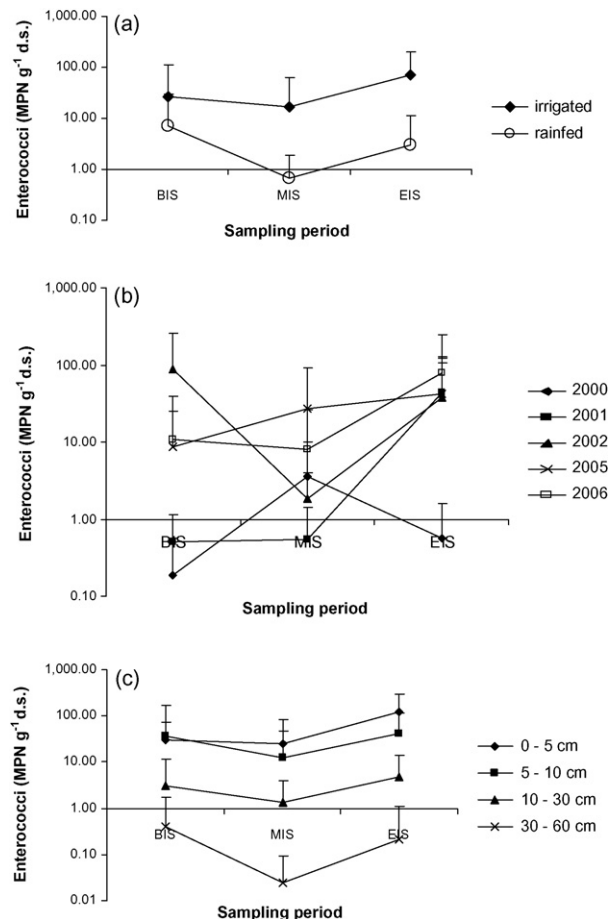 (a)
Enterococci (MPN g-1 d.s.)
1,000.00
100.00
10.00
1.00
0.10
BIS MIS EIS
Sampling period
irrigated
rainfed
(b)
Enterococci (MPN g-1 d.s.)
1,000.00
100.00
10.00
1.00
0.10
BIS MIS EIS
Sampling period
2000
2001
2002
2005
2006
(c)
Enterococci (MPN g-1 d.s.)
1,000.00
100.00
10.00
1.00
0.10
0.01
BIS MIS EIS
Sampling period
0 - 5 cm
5 - 10 cm
10 - 30 cm
30 - 60 cm